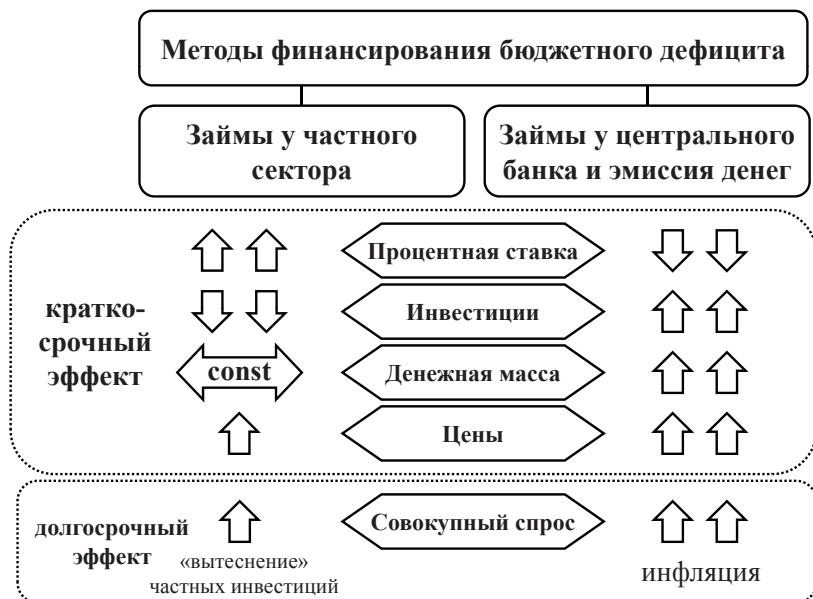 Методы финансирования бюджетного дефицита
Займы у частного
сектора
Займы у центрального
банка и эмиссия денег
кратко-
срочный
эффект
Процентная ставка
Инвестиции
const
Денежная масса
Цены
долгосрочный
эффект
Совокупный спрос
«вытеснение»
частных инвестиций
инфляция